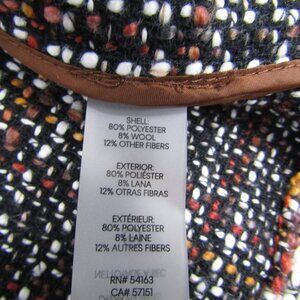 SHELL:
80% POLYESTER
8% WOOL
12% OTHER FIBERS
EXTERIOR:
80% POLIÉSTER
8% LANA
12% OTRAS FIBRAS
EXTÉRIEUR:
80% POLYESTER
8% LAINE
12% AUTRES FIBRES
RN# 54163
CA# 57151